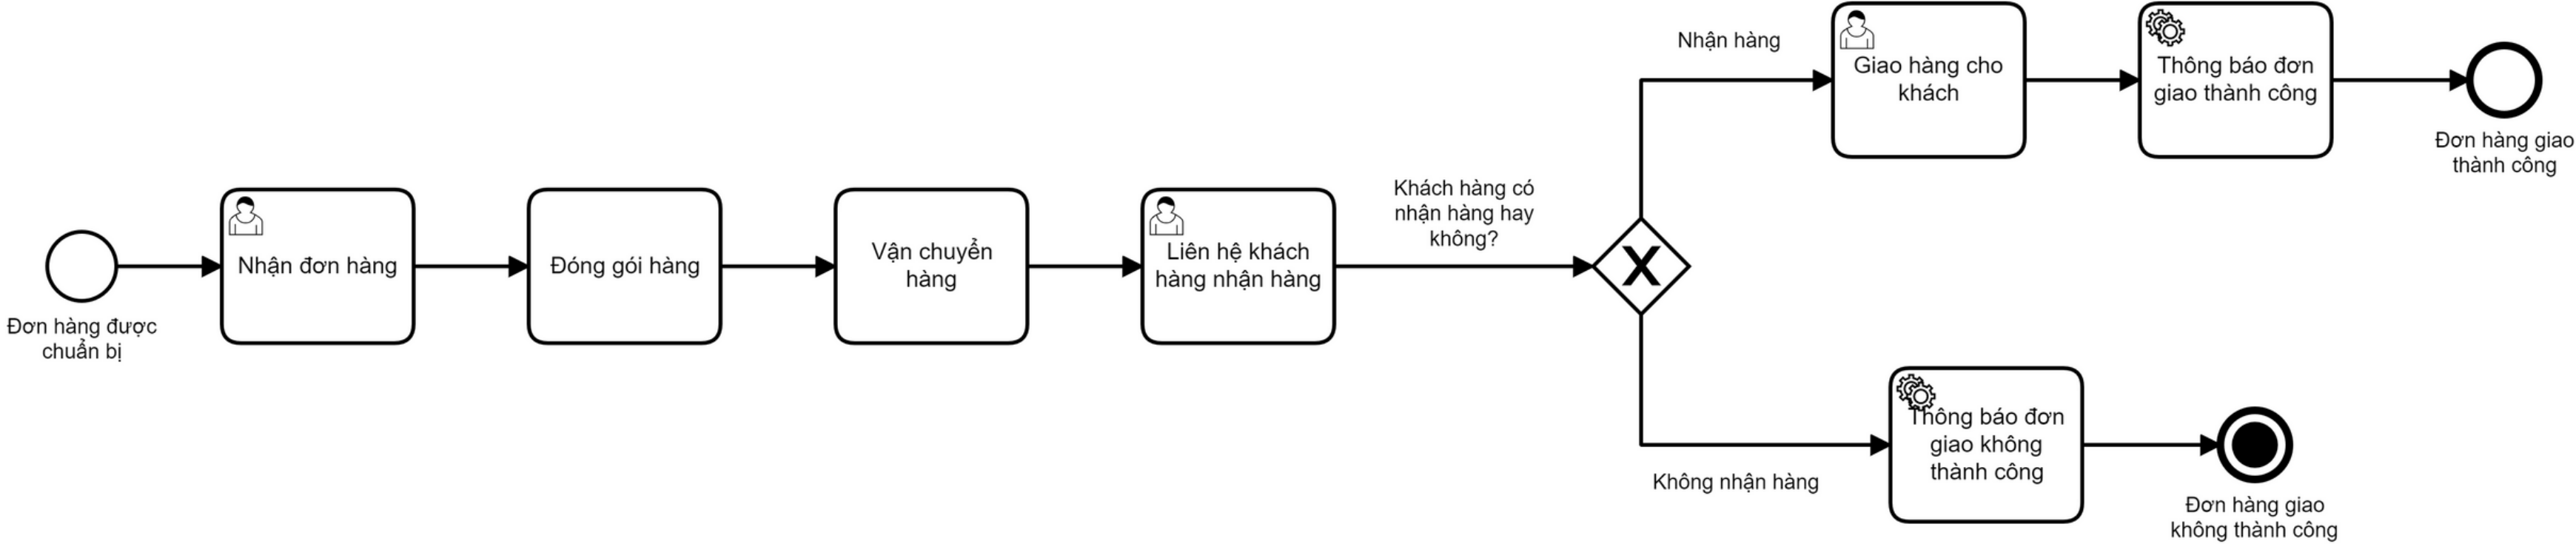 Đơn hàng được
chuẩn bị
Nhận đơn hàng
Đóng gói hàng
Vận chuyển
hàng
Liên hệ khách
hàng nhận hàng
Khách hàng có
nhận hàng hay
không?
X
Nhận hàng
Giao hàng cho
khách
Thông báo đơn
giao thành công
Đơn hàng giao
thành công
Không nhận hàng
Thông báo đơn
giao không
thành công
Đơn hàng giao
không thành công